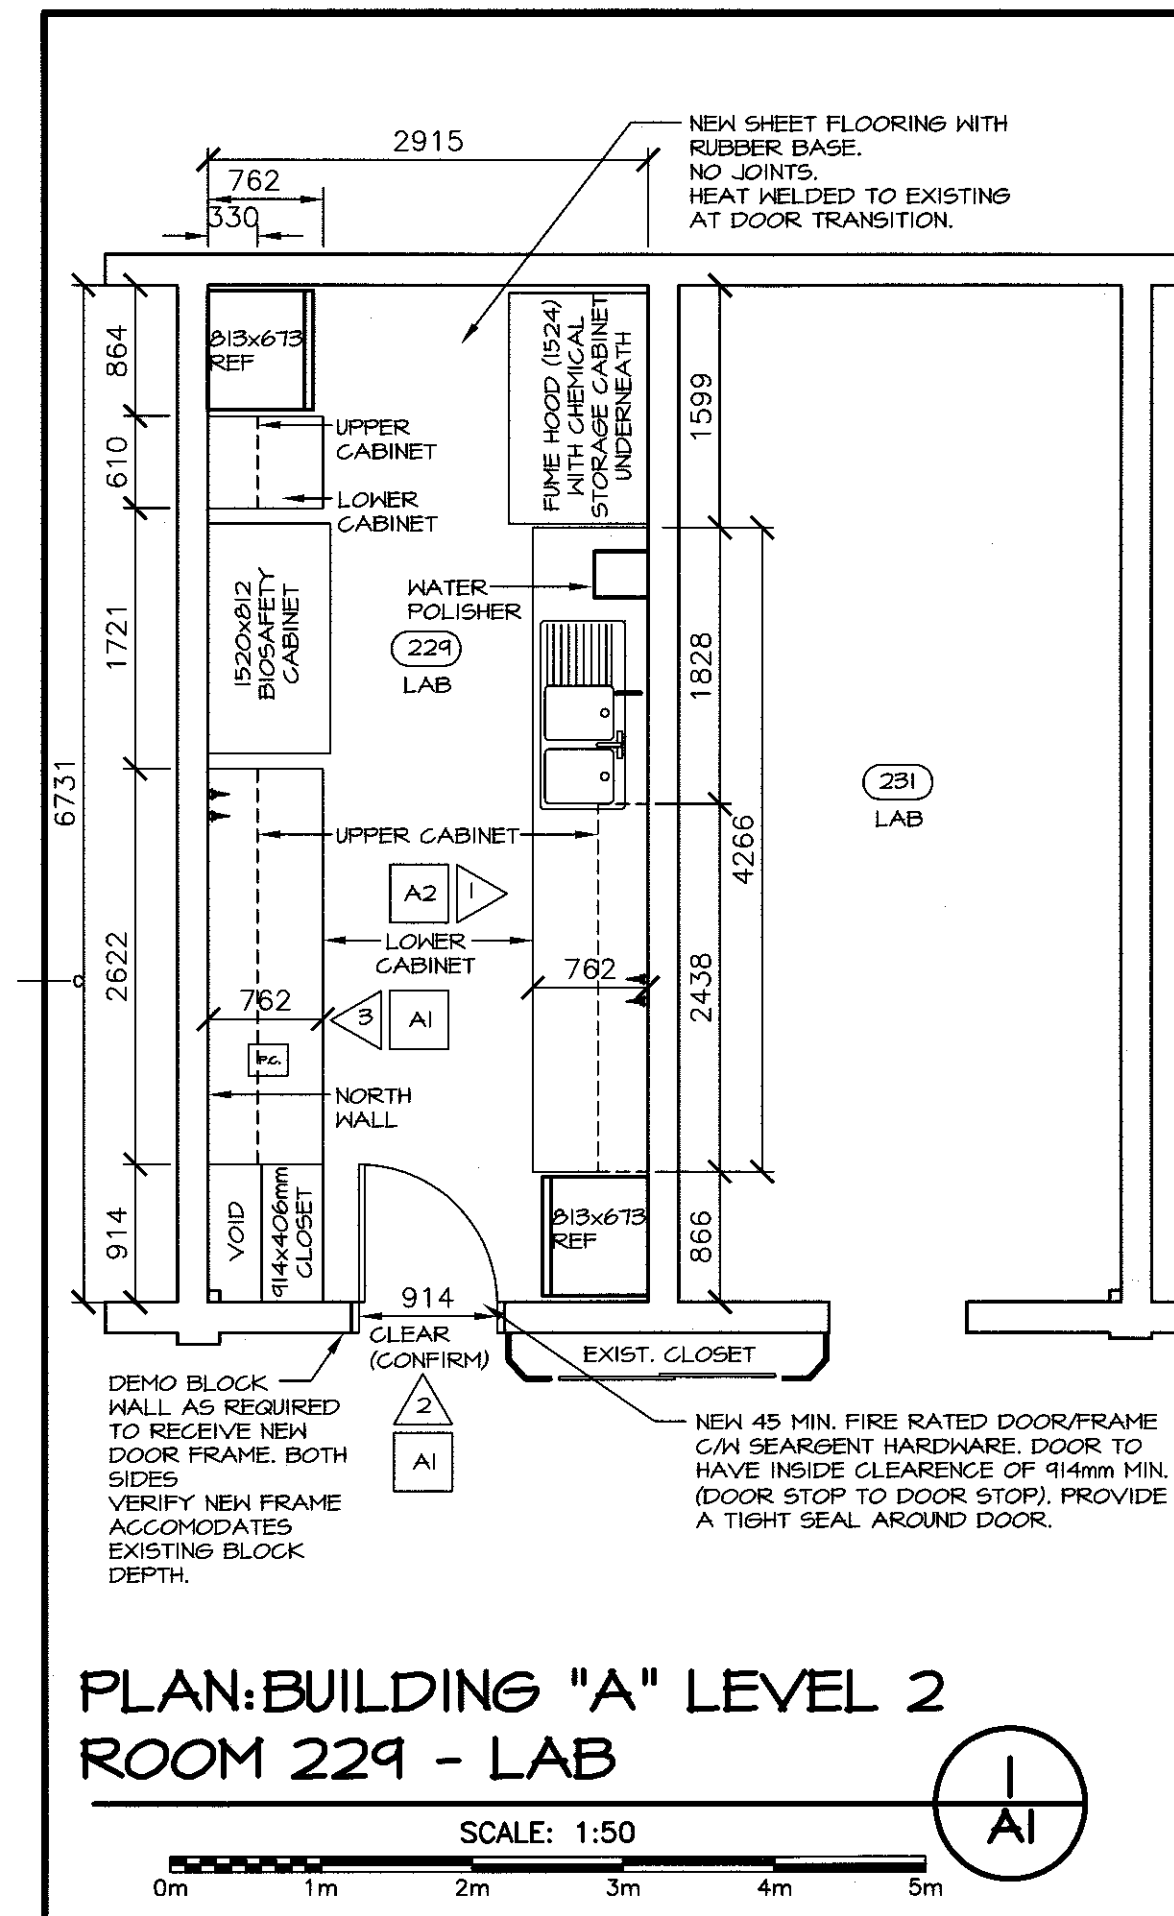 2915
762
330
NEW SHEET FLOORING WITH
RUBBER BASE.
NO JOINTS.
HEAT WELDED TO EXISTING
AT DOOR TRANSITION.
864
610
1721
2622
914
6731
813x673
REF
UPPER
CABINET
LOWER
CABINET
1520x812
BIOSAFETY
CABINET
FUME HOOD (1524)
WITH CHEMICAL
STORAGE CABINET
UNDERNEATH
WATER
POLISHER
229
LAB
1599
1828
4266
2438
866
231
LAB
UPPER CABINET
A2
1
LOWER
CABINET
762
762
3
A1
P.C.
NORTH
WALL
VOID
914x406mm
CLOSET
813x673
REF
914
CLEAR
(CONFIRM)
2
A1
EXIST. CLOSET
DEMO BLOCK
WALL AS REQUIRED
TO RECEIVE NEW
DOOR FRAME. BOTH
SIDES
VERIFY NEW FRAME
ACCOMODATES
EXISTING BLOCK
DEPTH.
NEW 45 MIN. FIRE RATED DOOR/FRAME
C/W SEARGENT HARDWARE. DOOR TO
HAVE INSIDE CLEARENCE OF 914mm MIN.
(DOOR STOP TO DOOR STOP). PROVIDE
A TIGHT SEAL AROUND DOOR.
PLAN:BUILDING "A" LEVEL 2
ROOM 229 - LAB
1
A1
SCALE: 1:50
0m 1m 2m 3m 4m 5m